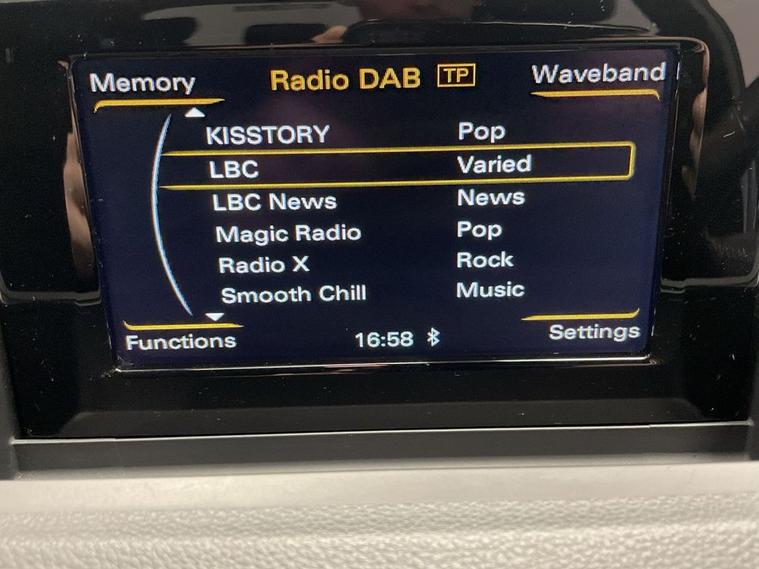 Memory Radio DAB TP Waveband
KISSTORY Pop
LBC Varied
LBC News News
Magic Radio Pop
Radio X Rock
Smooth Chill Music
Functions 16:58 Settings